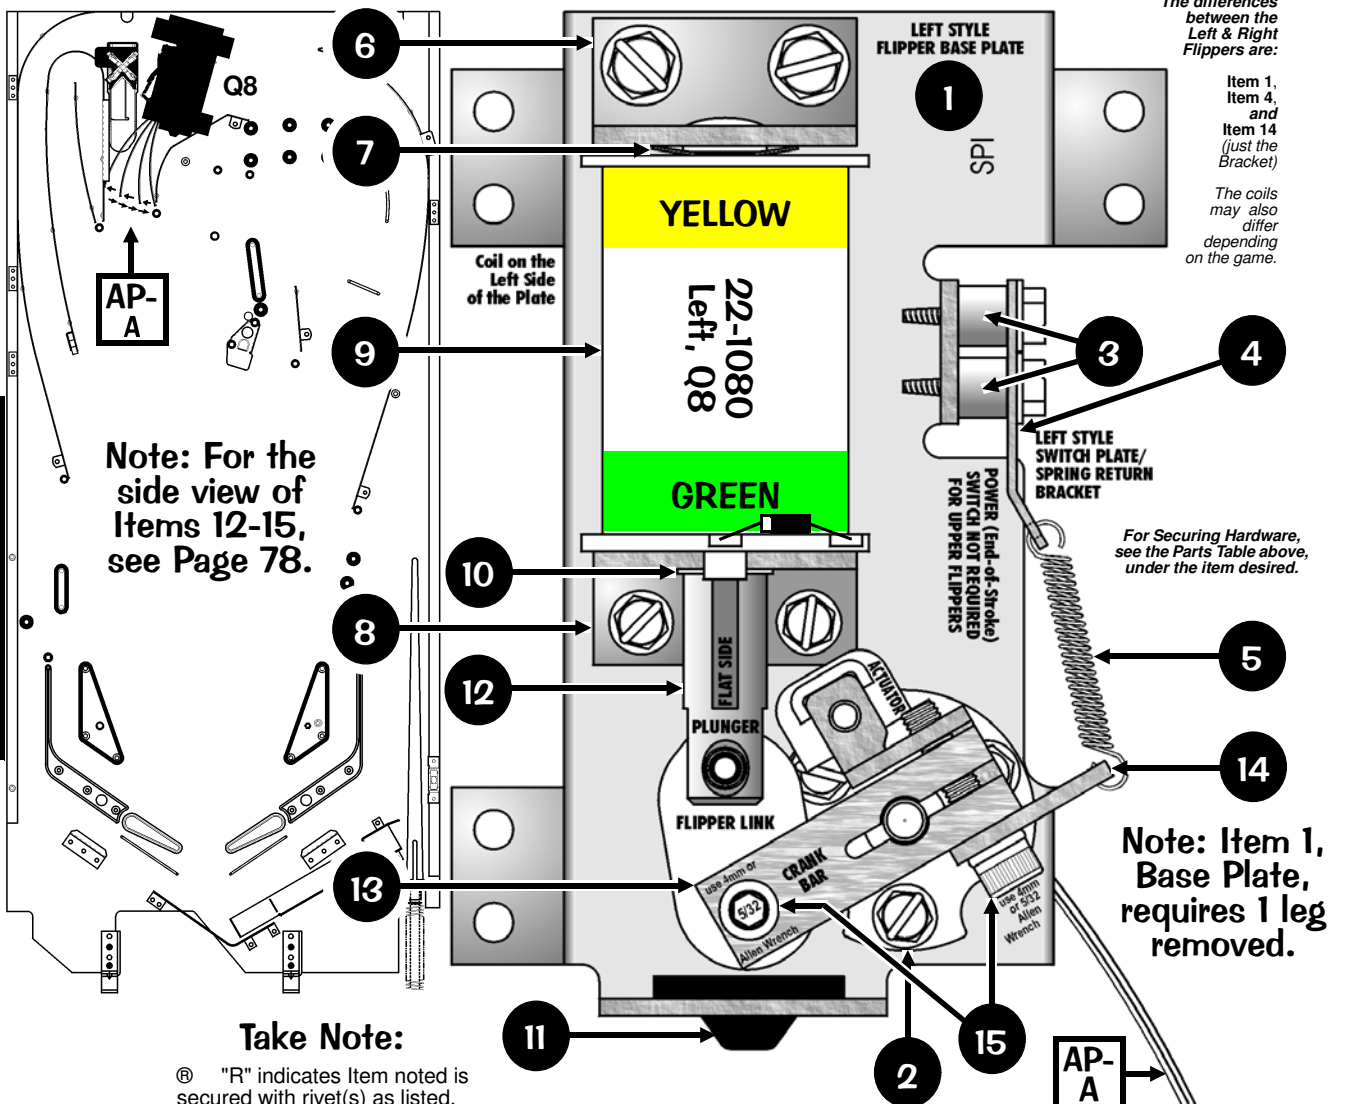 The differences
between the
Left & Right
Flippers are:
Item 1,
Item 4,
and
Item 14
(just the
Bracket)
The coils
may also
differ
depending
on the game.
6
LEFT STYLE
FLIPPER BASE PLATE
1
SPI
Q8
7
YELLOW
Coil on the
Left Side
of the Plate
AP-
A
22-1080
Left, Q8
9
3
4
LEFT STYLE
SWITCH PLATE/
SPRING RETURN
BRACKET
POWER (End-of-Stroke)
SWITCH NOT REQUIRED
FOR UPPER FLIPPERS
GREEN
Note: For the
side view of
Items 12-15,
see Page 78.
For Securing Hardware,
see the Parts Table above,
under the item desired.
10
8
5
FLAT SIDE
12
ACTUATOR
PLUNGER
14
FLIPPER LINK
Note: Item 1,
Base Plate,
requires 1 leg
removed.
13
use 4mm or
5/32
Allen Wrench
CRANK
BAR
use 4mm
or 5/32
Allen
Wrench
11
15
2
AP-
A
Take Note:
® "R" indicates Item noted is
secured with rivet(s) as listed.